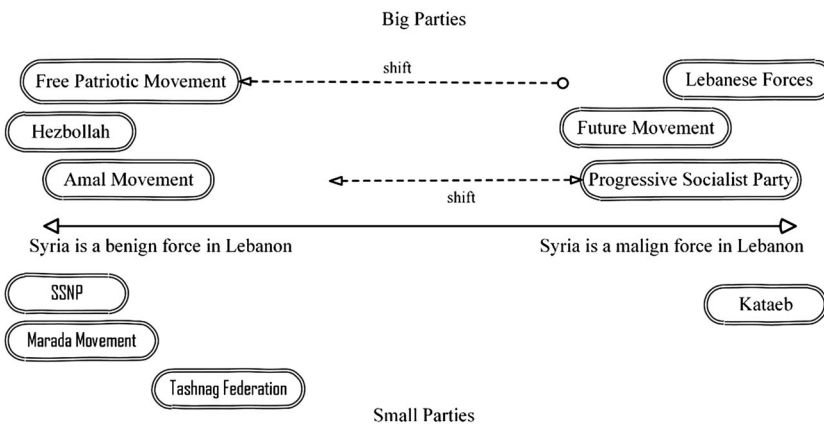 Big Parties
Free Patriotic Movement
shift
Lebanese Forces
Hezbollah
Future Movement
Amal Movement
Progressive Socialist Party
shift
Syria is a benign force in Lebanon
Syria is a malign force in Lebanon
SSNP
Kataeb
Marada Movement
Tashnag Federation
Small Parties